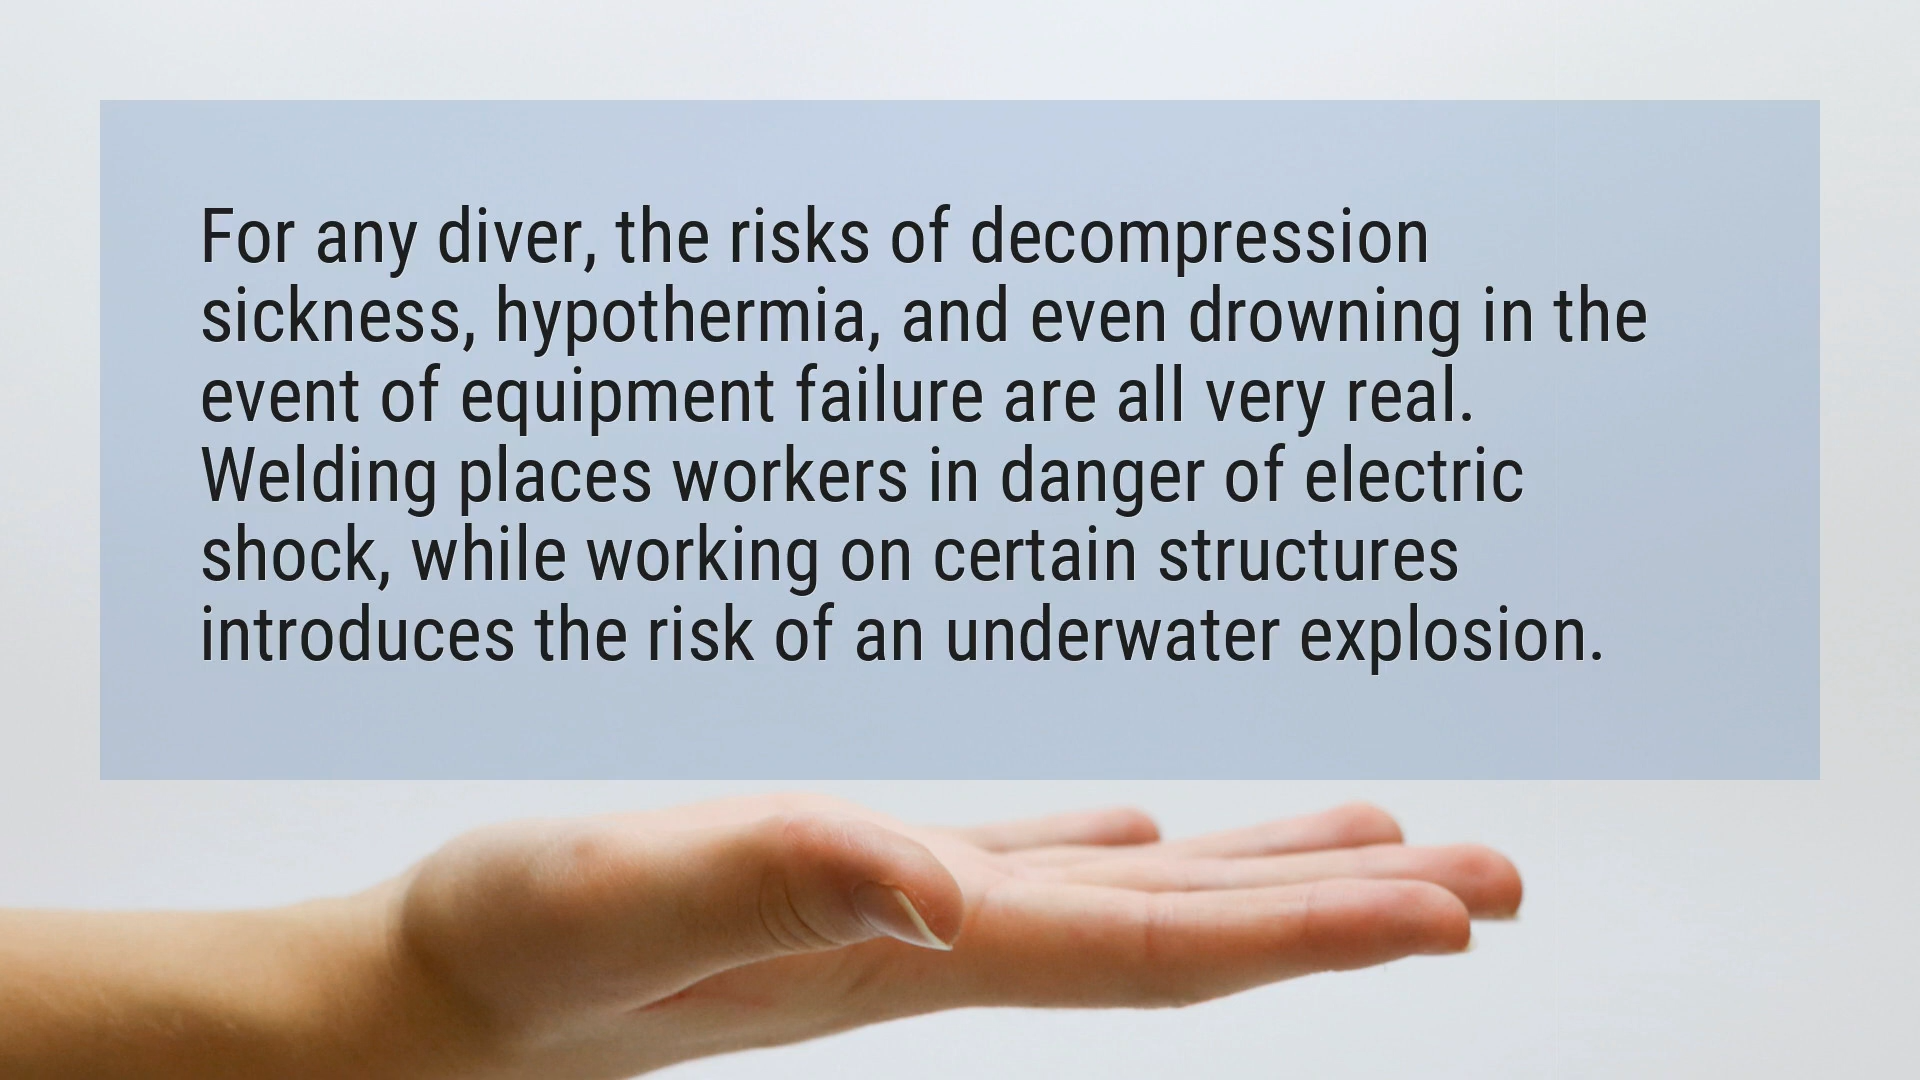 For any diver, the risks of decompression
sickness, hypothermia, and even drowning in the
event of equipment failure are all very real.
Welding places workers in danger of electric
shock, while working on certain structures
introduces the risk of an underwater explosion.